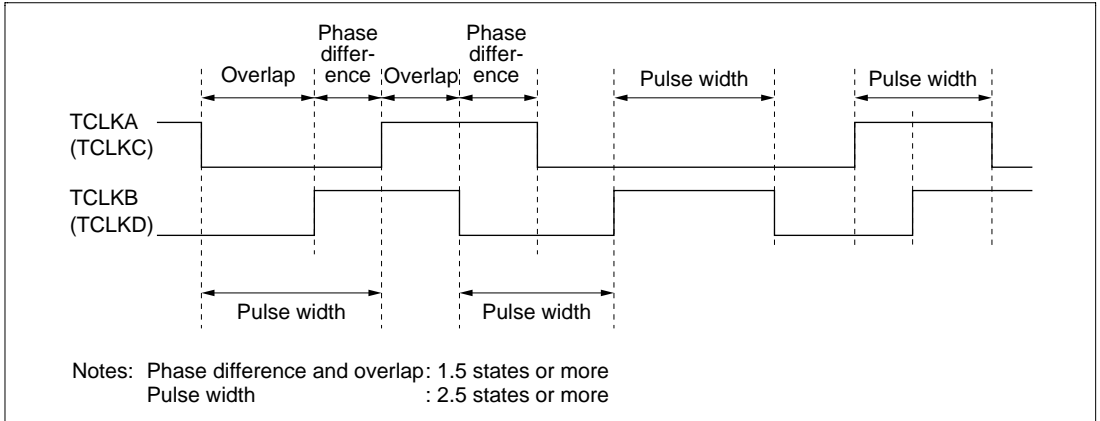 Phase
differ-
ence
Phase
differ-
ence
Overlap
Overlap
Pulse width
Pulse width
TCLKA
(TCLKC)
TCLKB
(TCLKD)
Pulse width
Pulse width
Notes: Phase difference and overlap: 1.5 states or more
Pulse width : 2.5 states or more